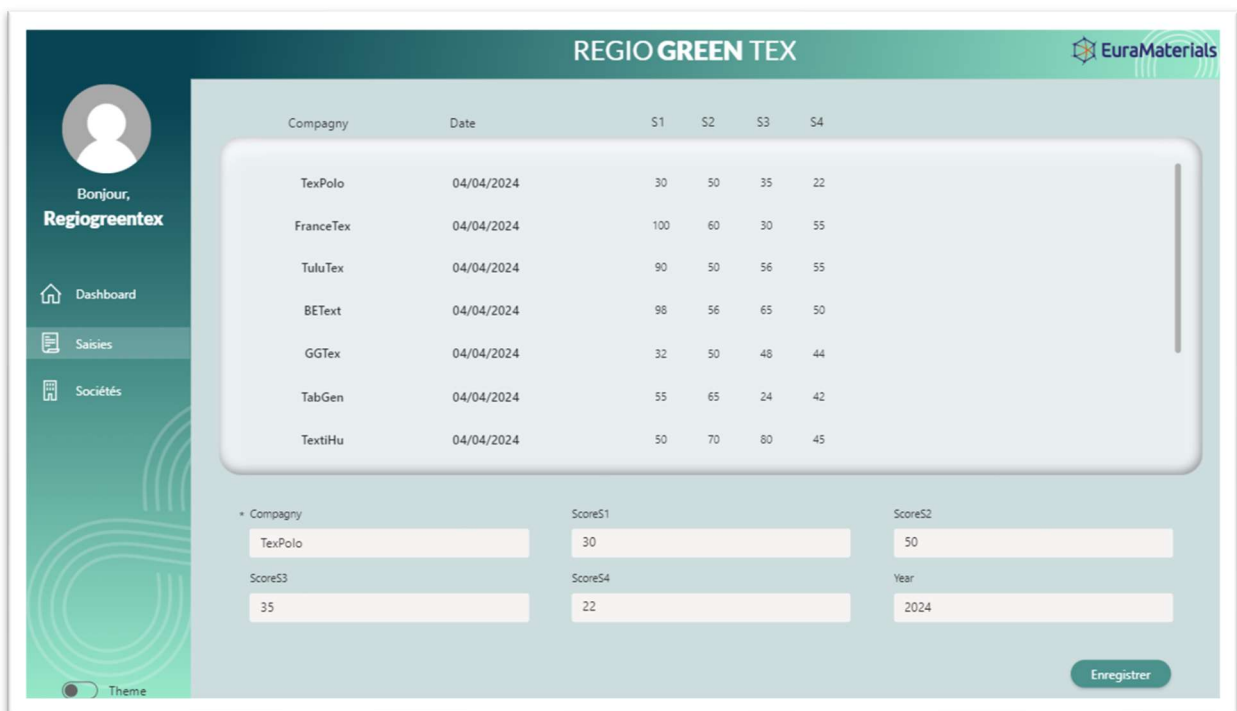 REGIO GREEN TEX
EuraMaterials
Bonjour,
Regiogreentex
Dashboard
Saisies
Sociétés
Theme
Compagny Date S1 S2 S3 S4
TexPolo 04/04/2024 30 50 35 22
FranceTex 04/04/2024 100 60 30 55
TuluTex 04/04/2024 90 50 56 55
BEText 04/04/2024 98 56 65 50
GGTex 04/04/2024 32 50 48 44
TabGen 04/04/2024 55 65 24 42
TextiHu 04/04/2024 50 70 80 45
* Compagny ScoreS1 ScoreS2
TexPolo 30 50
ScoreS3 ScoreS4 Year
35 22 2024
Enregistrer